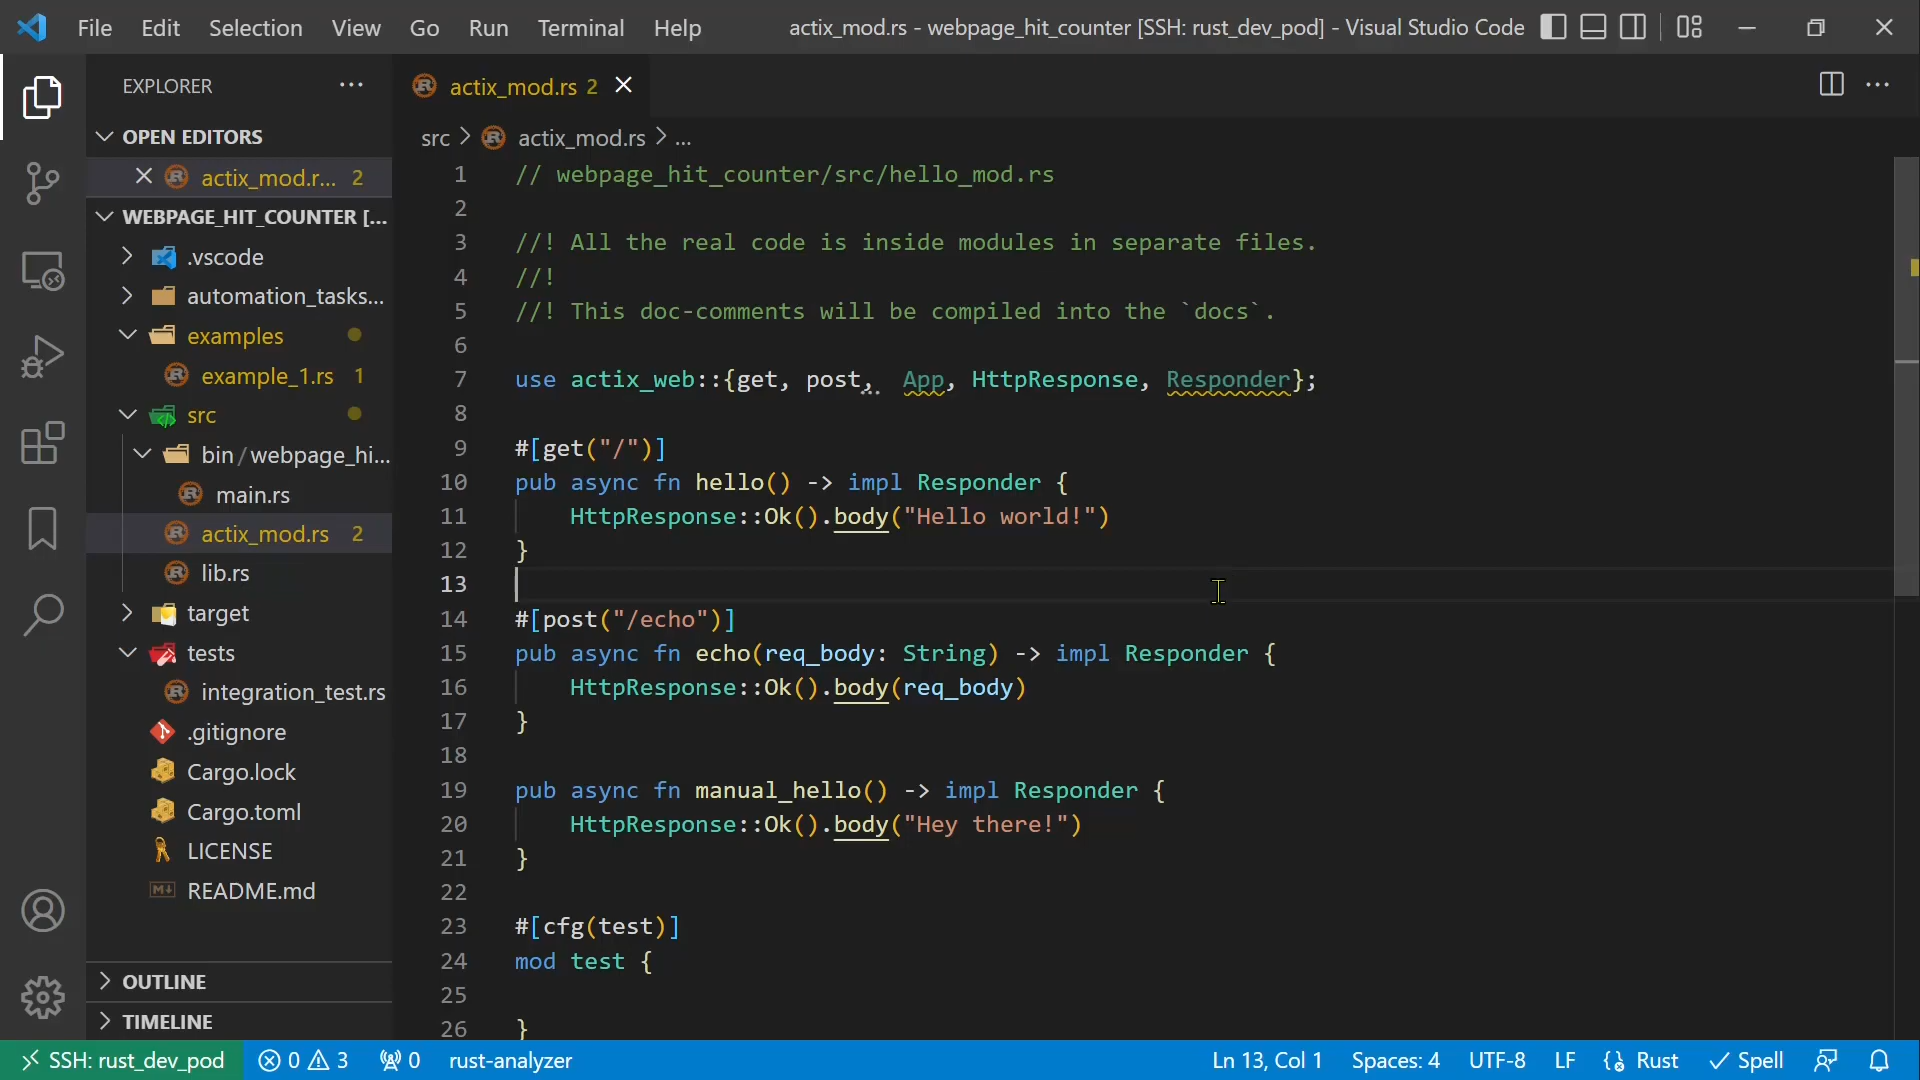 File Edit Selection View Go Run Terminal Help actix_mod.rs - webpage_hit_counter [SSH: rust_dev_pod] - Visual Studio Code
EXPLORER
OPEN EDITORS
actix_mod.r... 2
WEBPAGE_HIT_COUNTER [...
.vscode
automation_tasks...
examples
example_1.rs 1
src
bin/webpage_hi...
main.rs
actix_mod.rs 2
lib.rs
target
tests
integration_test.rs
.gitignore
Cargo.lock
Cargo.toml
LICENSE
README.md
OUTLINE
TIMELINE
actix_mod.rs 2
src > actix_mod.rs > ...
1 // webpage_hit_counter/src/hello_mod.rs
2
3 //! All the real code is inside modules in separate files.
4 //!
5 //! This doc-comments will be compiled into the `docs`.
6
7 use actix_web::{get, post, App, HttpResponse, Responder};
8
9 #[get("/")]
10 pub async fn hello() -> impl Responder {
11     HttpResponse::Ok().body("Hello world!")
12 }
13
14 #[post("/echo")]
15 pub async fn echo(req_body: String) -> impl Responder {
16     HttpResponse::Ok().body(req_body)
17 }
18
19 pub async fn manual_hello() -> impl Responder {
20     HttpResponse::Ok().body("Hey there!")
21 }
22
23 #[cfg(test)]
24 mod test {
25
26 }
SSH: rust_dev_pod 0 3 0 rust-analyzer Ln 13, Col 1 Spaces: 4 UTF-8 LF Rust Spell